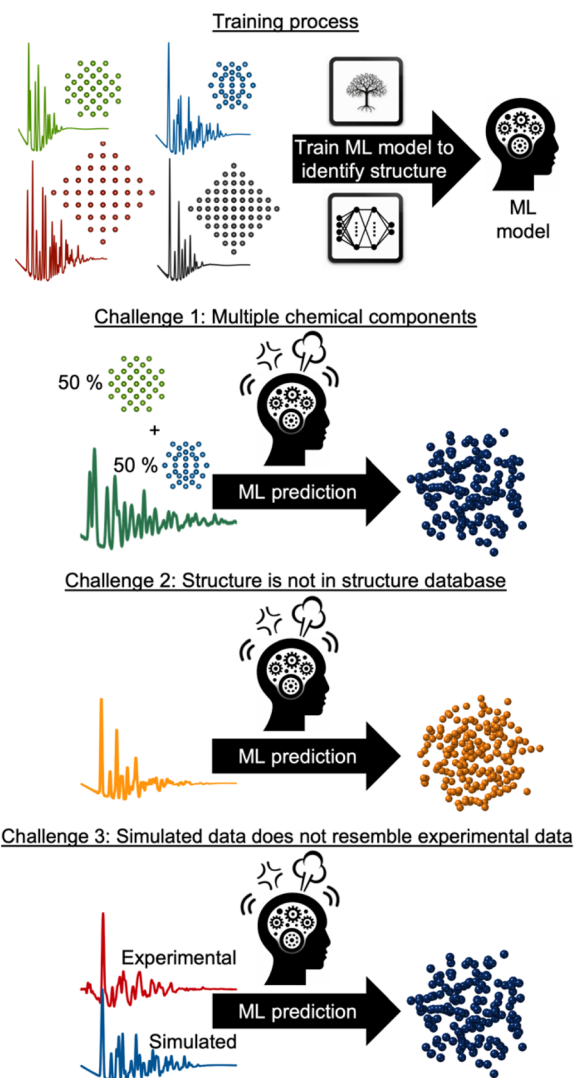 Training process
Train ML model to
identify structure
ML
model
Challenge 1: Multiple chemical components
50 %
+
50 %
ML prediction
Challenge 2: Structure is not in structure database
ML prediction
Challenge 3: Simulated data does not resemble experimental data
Experimental
Simulated
ML prediction